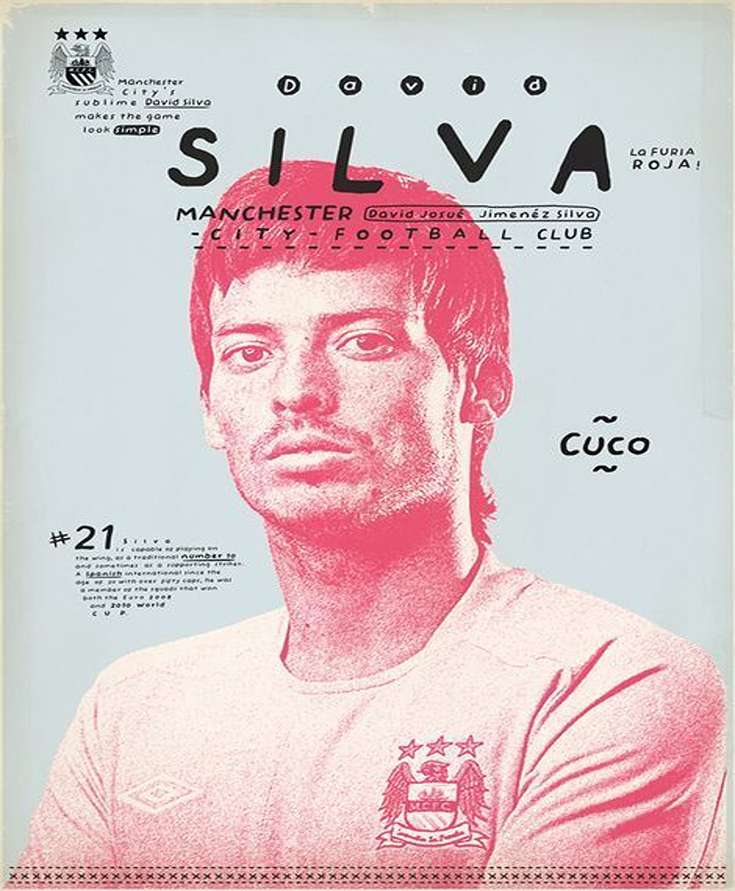 Manchester
City's
sublime David Silva
makes the game
look simple
David
SILVA
La FURIA
ROJA!
MANCHESTER David Josué Jimenéz Silva
-CITY-FOOTBALL CLUB
~
CUCO
~
#21 Silva
is capable of playing on
the wing, as a traditional number 10
and sometimes as a supporting striker.
A Spanish international since the
age of 20 with over fifty caps, he was
a member of the squads that won
both the Euro 2008
and 2010 World
CUP.
M.C.F.C